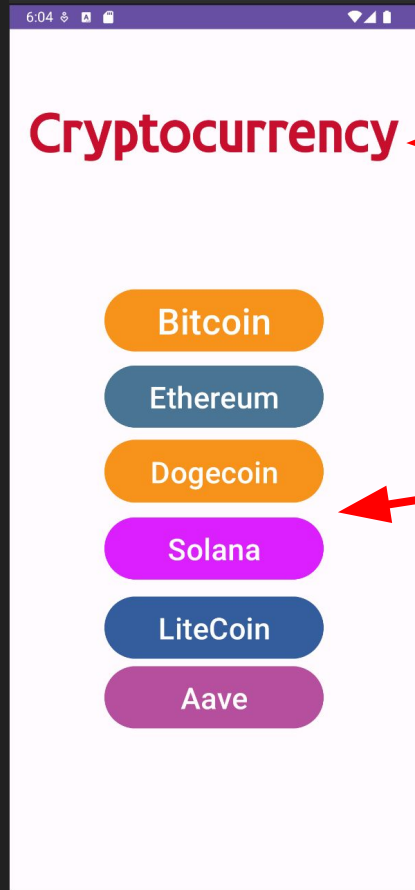 6:04
A
Cryptocurrency
Bitcoin
Ethereum
Dogecoin
Solana
LiteCoin
Aave